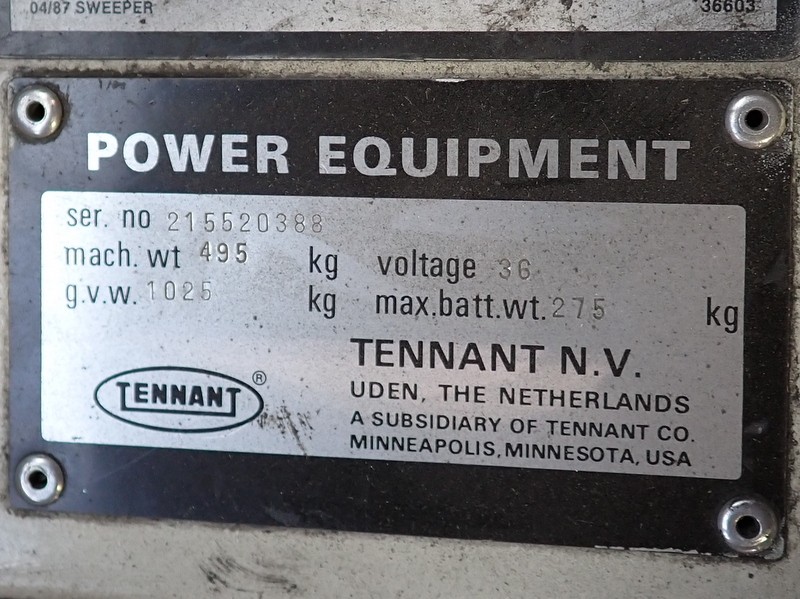 04/87 SWEEPER 36603
POWER EQUIPMENT
ser. no 215520388
mach. wt 495 kg voltage 36
g.v.w. 1025 kg max.batt.wt. 275 kg
TENNANT N.V.
UDEN, THE NETHERLANDS
TENNANT ®
A SUBSIDIARY OF TENNANT CO.
MINNEAPOLIS, MINNESOTA, USA